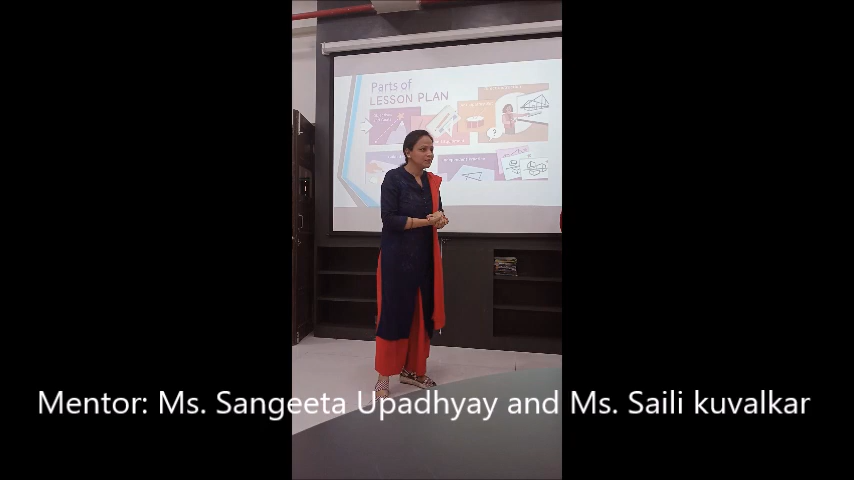 Parts of
LESSON PLAN
Mentor: Ms. Sangeeta Upadhyay and Ms. Saili kuvalkar